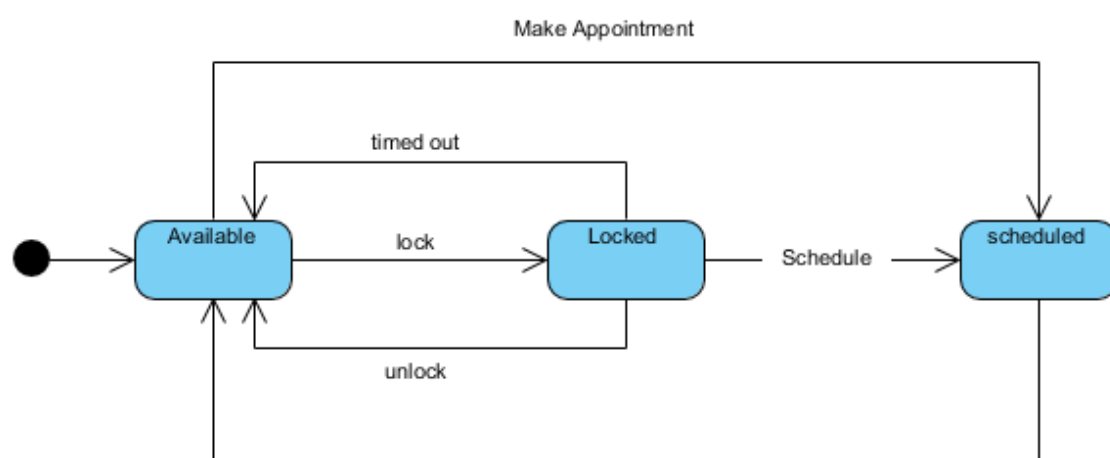 Make Appointment
timed out
Available
lock
Locked
Schedule
scheduled
unlock